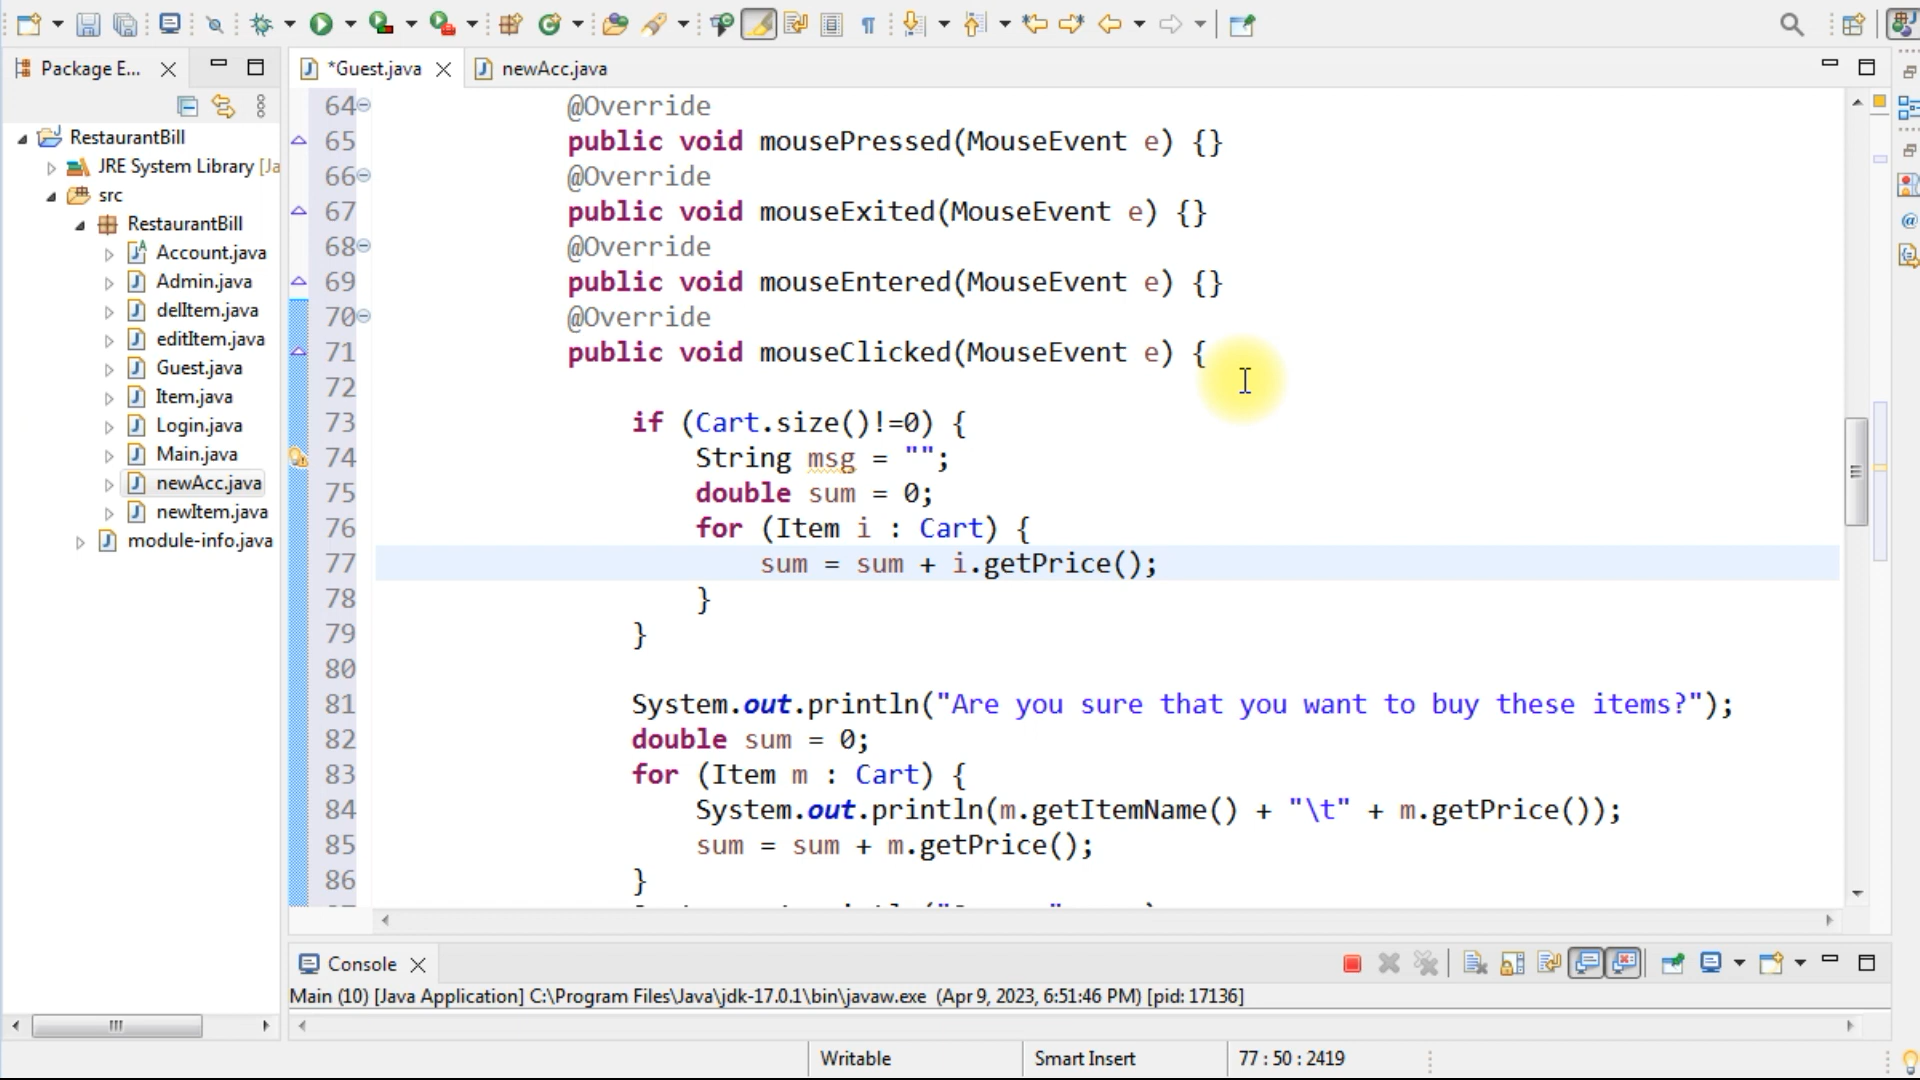 Package E...
*Guest.java
newAcc.java
RestaurantBill
JRE System Library [Ja
src
RestaurantBill
Account.java
Admin.java
delItem.java
editItem.java
Guest.java
Item.java
Login.java
Main.java
newAcc.java
newItem.java
module-info.java
64 @Override
65 public void mousePressed(MouseEvent e) {}
66 @Override
67 public void mouseExited(MouseEvent e) {}
68 @Override
69 public void mouseEntered(MouseEvent e) {}
70 @Override
71 public void mouseClicked(MouseEvent e) {
72
73 if (Cart.size()!=0) {
74 String msg = "";
75 double sum = 0;
76 for (Item i : Cart) {
77 sum = sum + i.getPrice();
78 }
79 }
80
81 System.out.println("Are you sure that you want to buy these items?");
82 double sum = 0;
83 for (Item m : Cart) {
84 System.out.println(m.getItemName() + "\t" + m.getPrice());
85 sum = sum + m.getPrice();
86 }
Console
Main (10) [Java Application] C:\Program Files\Java\jdk-17.0.1\bin\javaw.exe (Apr 9, 2023, 6:51:46 PM) [pid: 17136]
Writable
Smart Insert
77 : 50 : 2419